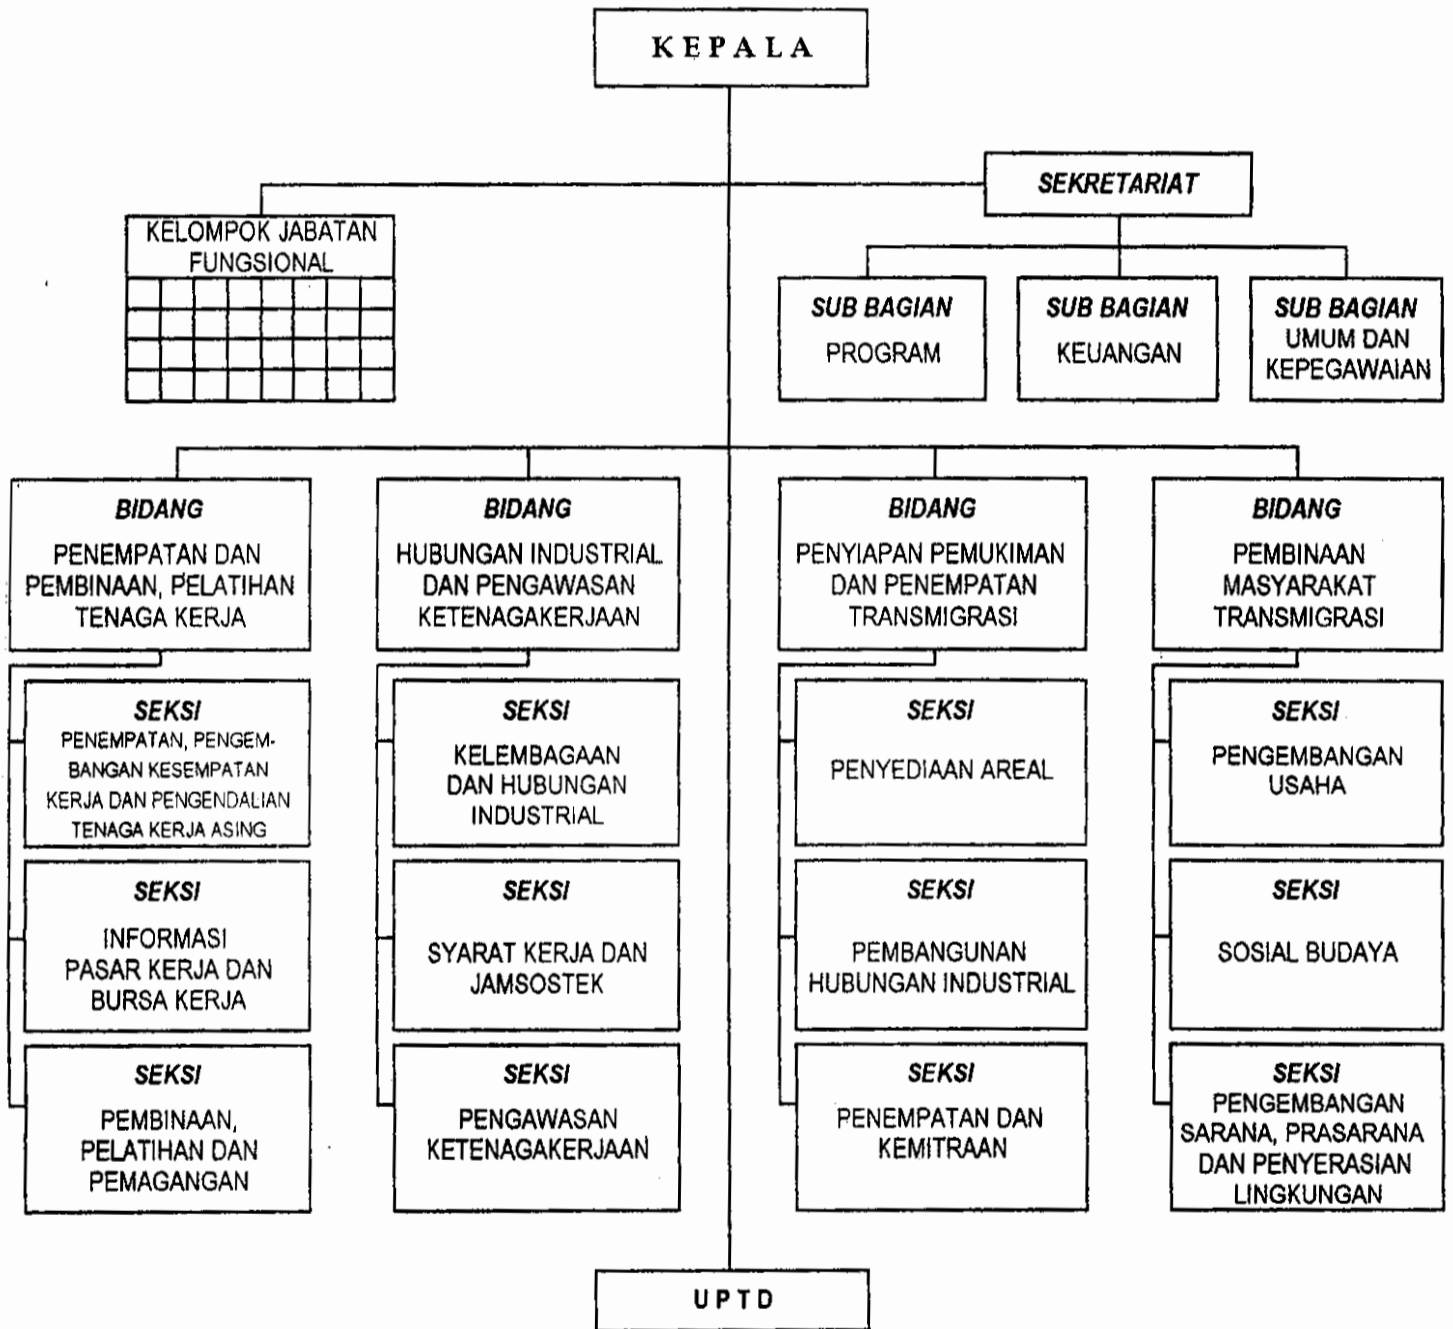 KEPALA
SEKRETARIAT
KELOMPOK JABATAN
FUNGSIONAL
SUB BAGIAN
PROGRAM
SUB BAGIAN
KEUANGAN
SUB BAGIAN
UMUM DAN
KEPEGAWAIAN
BIDANG
PENEMPATAN DAN
PEMBINAAN, PELATIHAN
TENAGA KERJA
BIDANG
HUBUNGAN INDUSTRIAL
DAN PENGAWASAN
KETENAGAKERJAAN
BIDANG
PENYIAPAN PEMUKIMAN
DAN PENEMPATAN
TRANSMIGRASI
BIDANG
PEMBINAAN
MASYARAKAT
TRANSMIGRASI
SEKSI
PENEMPATAN, PENGEM-
BANGAN KESEMPATAN
KERJA DAN PENGENDALIAN
TENAGA KERJA ASING
SEKSI
KELEMBAGAAN
DAN HUBUNGAN
INDUSTRIAL
SEKSI
PENYEDIAAN AREAL
SEKSI
PENGEMBANGAN
USAHA
SEKSI
INFORMASI
PASAR KERJA DAN
BURSA KERJA
SEKSI
SYARAT KERJA DAN
JAMSOSTEK
SEKSI
PEMBANGUNAN
HUBUNGAN INDUSTRIAL
SEKSI
SOSIAL BUDAYA
SEKSI
PEMBINAAN,
PELATIHAN DAN
PEMAGANGAN
SEKSI
PENGAWASAN
KETENAGAKERJAAN
SEKSI
PENEMPATAN DAN
KEMITRAAN
SEKSI
PENGEMBANGAN
SARANA, PRASARANA
DAN PENYERASIAN
LINGKUNGAN
UPTD